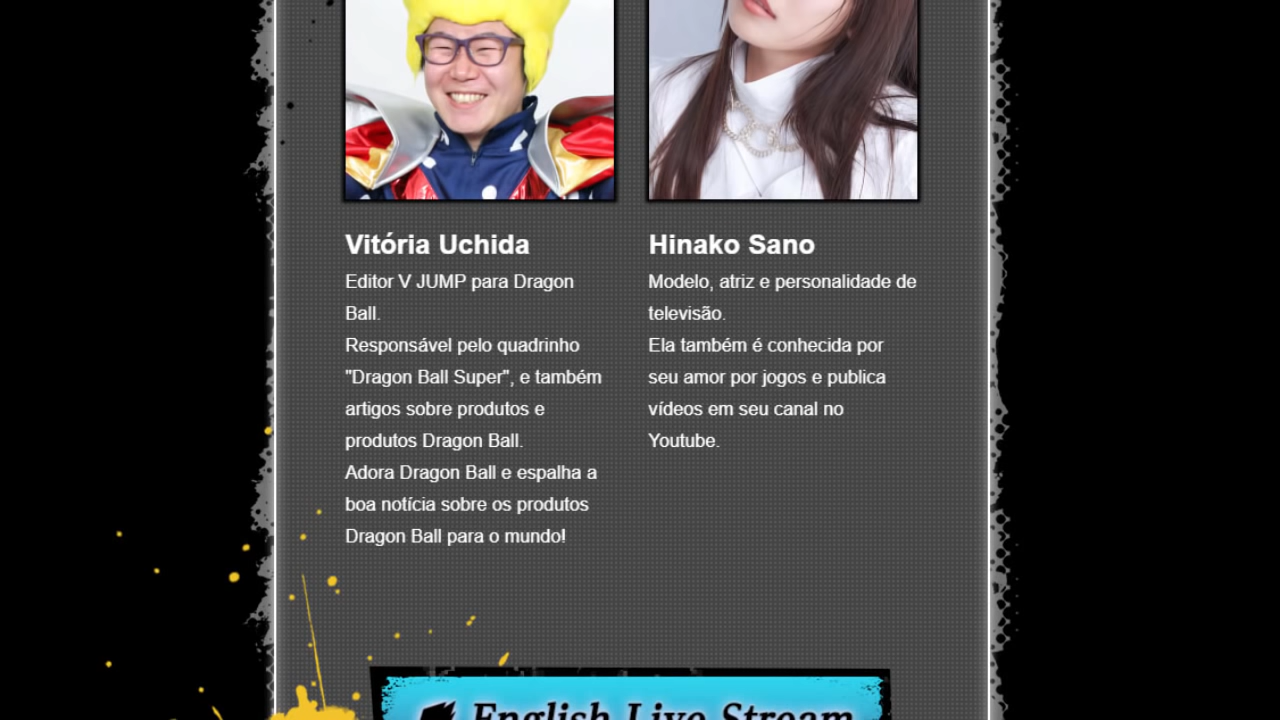 Vitória Uchida
Editor V JUMP para Dragon
Ball.
Responsável pelo quadrinho
"Dragon Ball Super", e também
artigos sobre produtos e
produtos Dragon Ball.
Adora Dragon Ball e espalha a
boa notícia sobre os produtos
Dragon Ball para o mundo!
Hinako Sano
Modelo, atriz e personalidade de
televisão.
Ela também é conhecida por
seu amor por jogos e publica
vídeos em seu canal no
Youtube.
English Live Stream